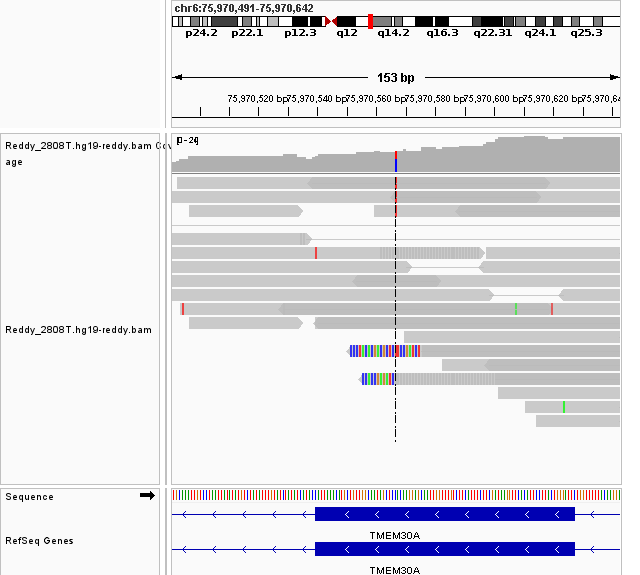 chr6:75,970,491-75,970,642
p24.2 p22.1 p12.3 q12 q14.2 q16.3 q22.31 q24.1 q25.3
153 bp
75,970,520 bp 75,970,540 bp 75,970,560 bp 75,970,580 bp 75,970,600 bp 75,970,620 bp 75,970,64
Reddy_2808T.hg19-reddy.bam Cov
age
[0-24]
Reddy_2808T.hg19-reddy.bam
Sequence
TMEM30A
RefSeq Genes
TMEM30A